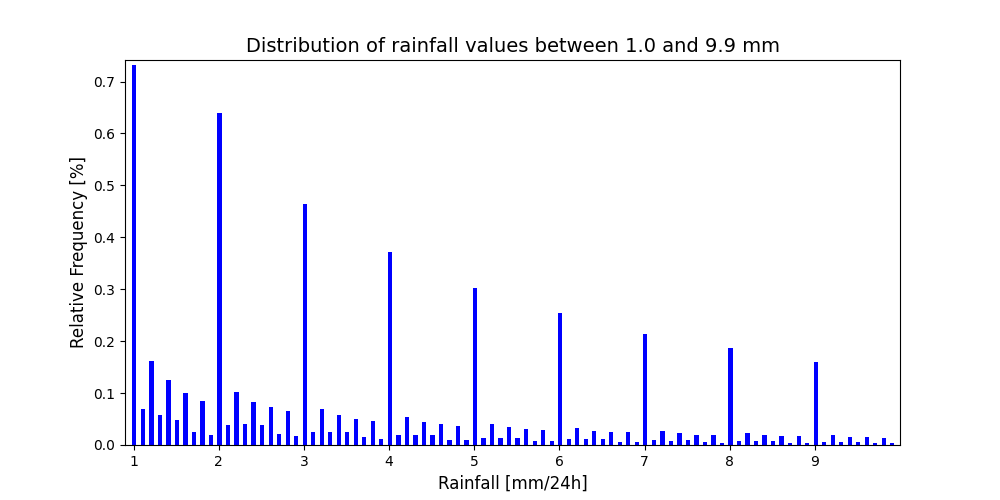 Distribution of rainfall values between 1.0 and 9.9 mm
Relative Frequency [%]
0.7
0.6
0.5
0.4
0.3
0.2
0.1
0.0
1 2 3 4 5 6 7 8 9
Rainfall [mm/24h]